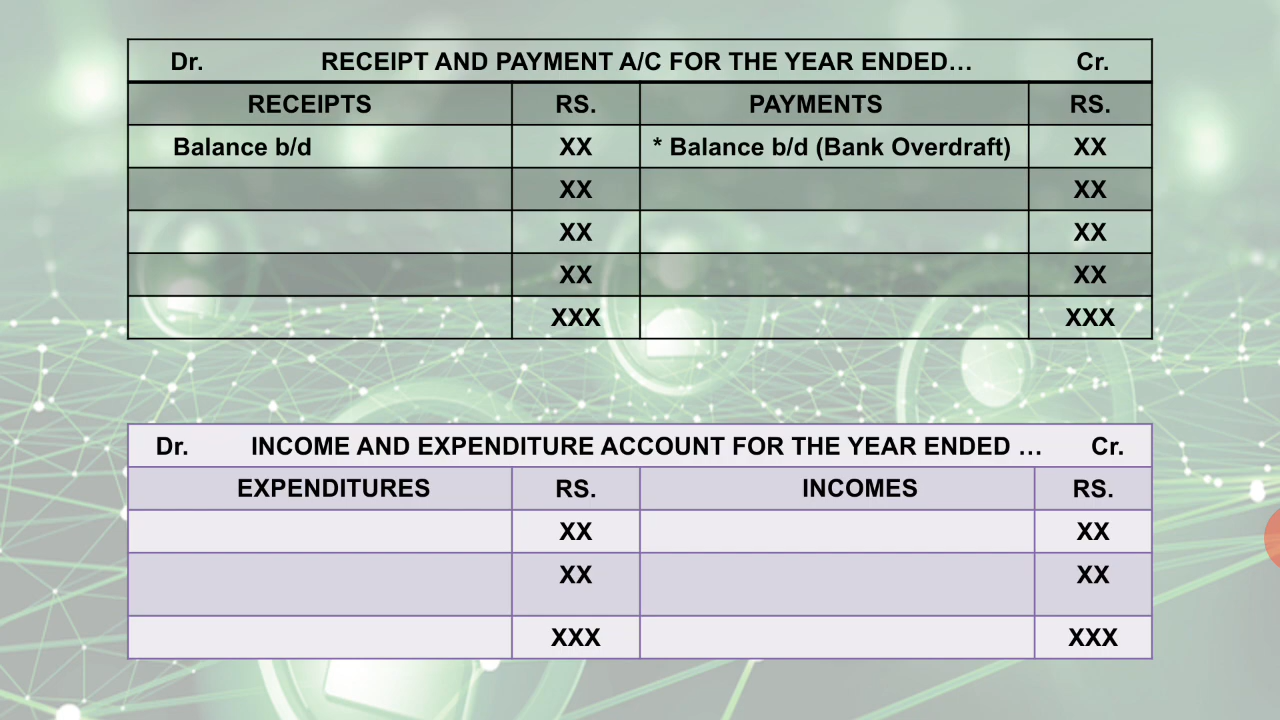 Dr. RECEIPT AND PAYMENT A/C FOR THE YEAR ENDED... Cr.
RECEIPTS RS. PAYMENTS RS.
Balance b/d XX * Balance b/d (Bank Overdraft) XX
XX XX
XX XX
XX XX
XXX XXX
Dr. INCOME AND EXPENDITURE ACCOUNT FOR THE YEAR ENDED ... Cr.
EXPENDITURES RS. INCOMES RS.
XX XX
XX XX
XXX XXX